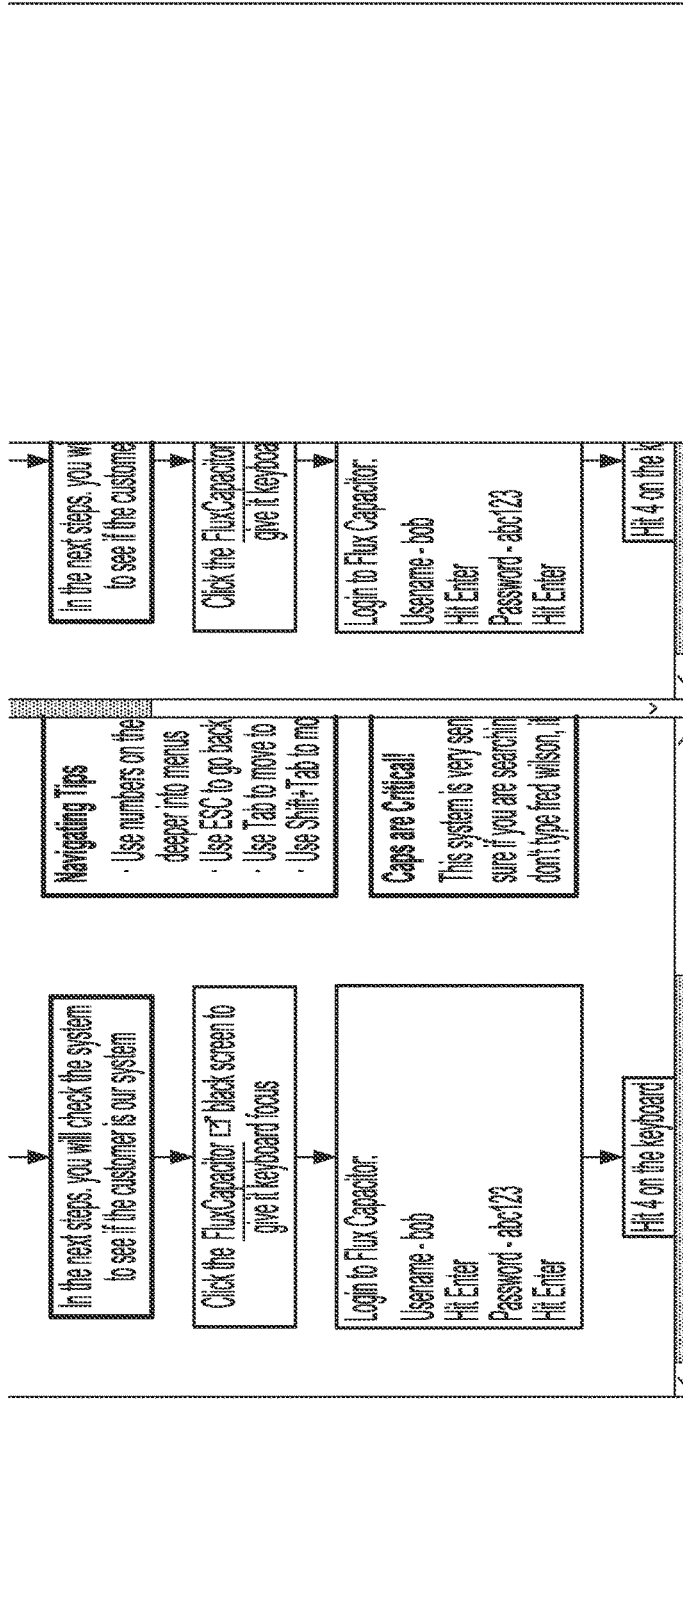 In the next steps, you will check the system
to see if the customer is our system
Click the FluxCapacitor black screen to
give it keyboard focus
Login to Flux Capacitor:
Usename - bob
Hit Enter
Password - abc123
Hit Enter
Hit 4 on the keyboard
Navigating Tips
- Use numbers on the
deeper into menus
- Use ESC to go back
- Use Tab to move to
- Use Shift+Tab to mo
Caps are Critical!
This system is very sen
sure if you are searchin
don't type fred wilson, it
In the next steps, you w
to see if the custome
Click the FluxCapacitor
give it keyboa
Login to Flux Capacitor:
Usename - bob
Hit Enter
Password - abc123
Hit Enter
Hit 4 on the k